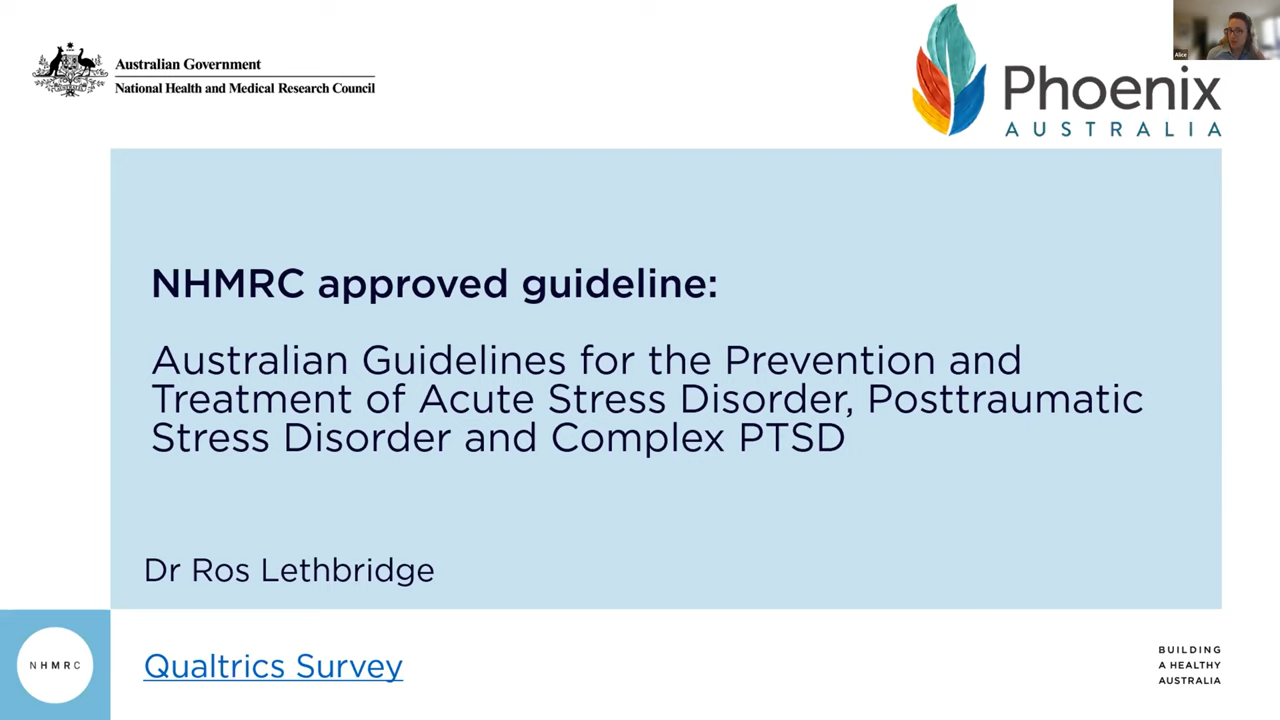 Australian Government
National Health and Medical Research Council
Phoenix
AUSTRALIA
Alice
NHMRC approved guideline:
Australian Guidelines for the Prevention and
Treatment of Acute Stress Disorder, Posttraumatic
Stress Disorder and Complex PTSD
Dr Ros Lethbridge
NHMRC
Qualtrics Survey
BUILDING
A HEALTHY
AUSTRALIA